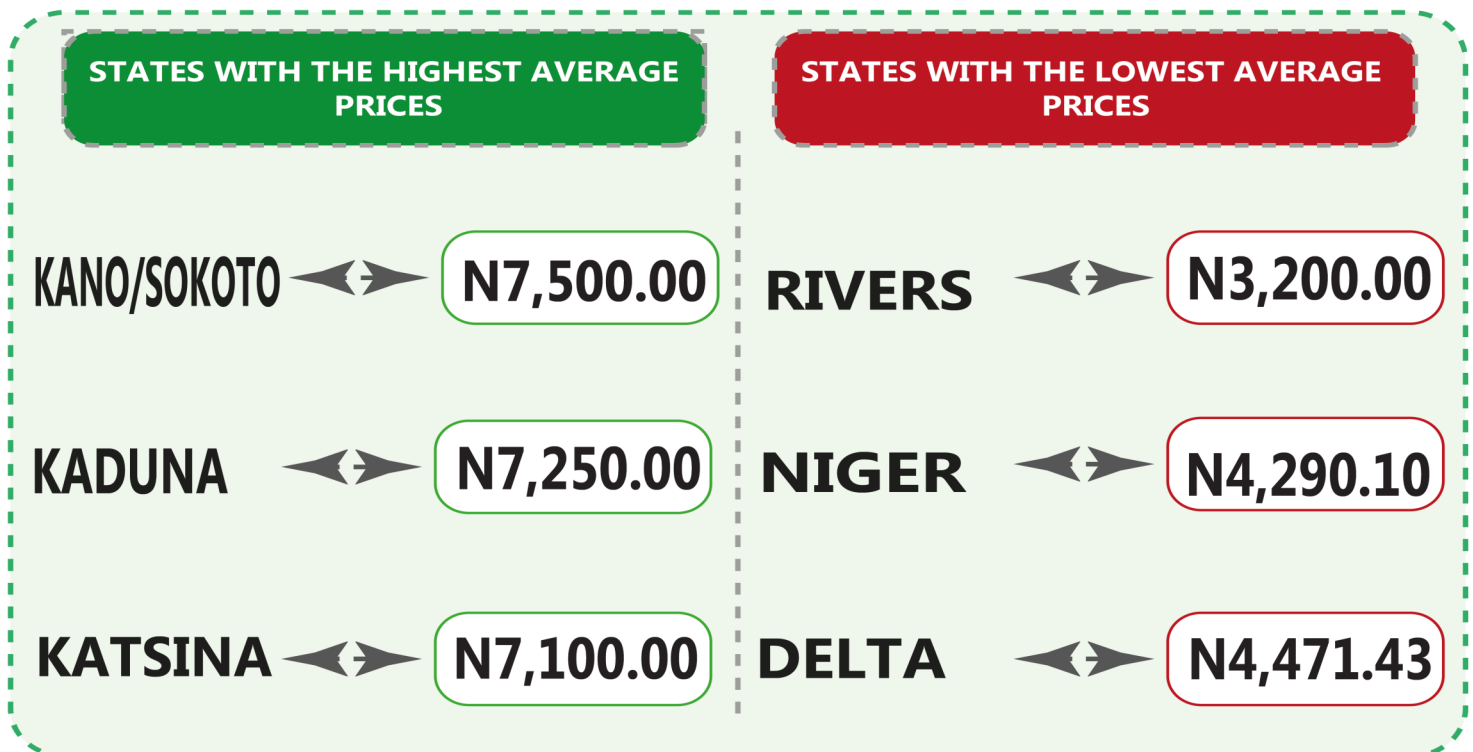 STATES WITH THE HIGHEST AVERAGE
PRICES
KANO/SOKOTO N7,500.00
KADUNA N7,250.00
KATSINA N7,100.00
STATES WITH THE LOWEST AVERAGE
PRICES
RIVERS N3,200.00
NIGER N4,290.10
DELTA N4,471.43